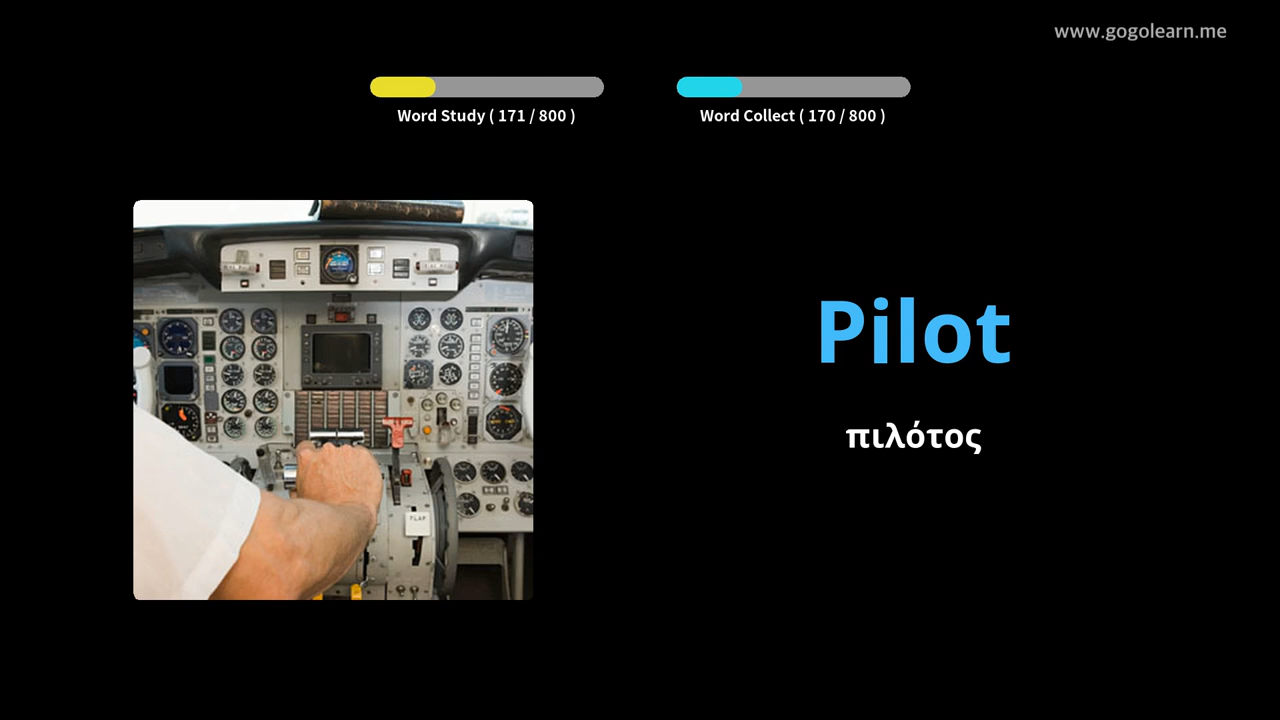 www.gogolearn.me
Word Study ( 171 / 800 )
Word Collect ( 170 / 800 )
Pilot
πιλότος
FLAP